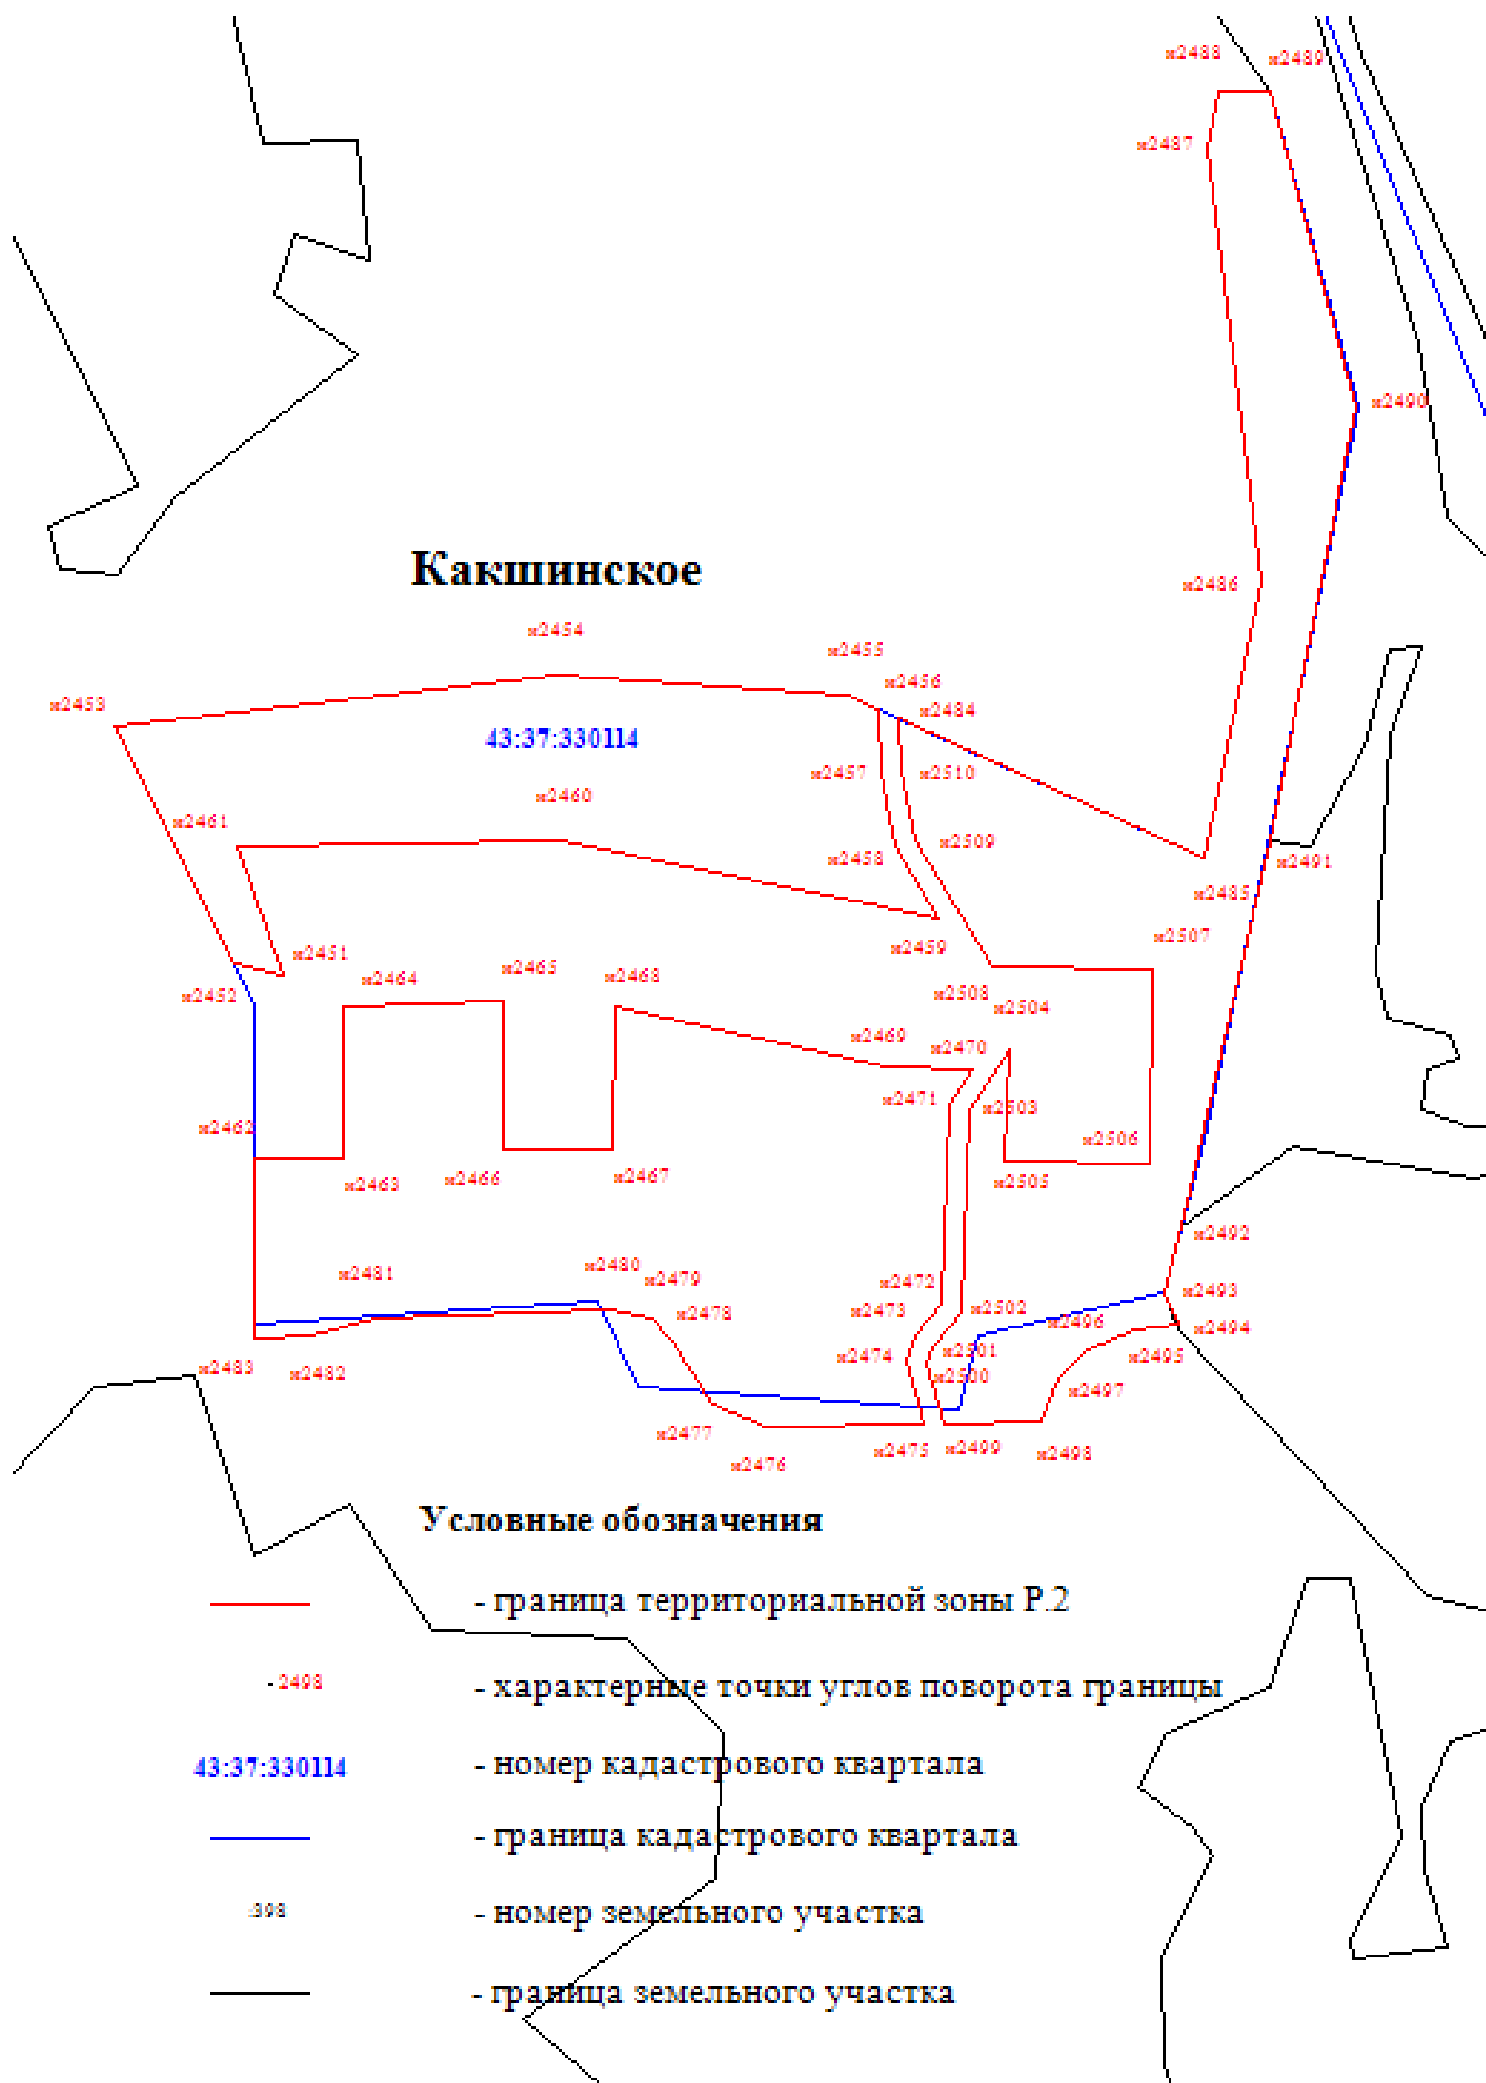 н2488
н2489
н2487
н2490
Какшинское
н2486
н2454
н2455
н2456
н2453
н2484
43:37:330114
н2457
н2510
н2460
н2461
н2509
н2458
н2491
н2485
н2507
н2459
н2451
н2465
н2468
н2464
н2452
н2508
н2504
н2469
н2470
н2471
н2503
н2462
н2506
н2463
н2466
н2467
н2505
н2492
н2480
н2481
н2479
н2472
н2493
н2473
н2502
н2478
н2496
н2494
н2474
н2501
н2495
н2483
н2482
н2500
н2497
н2477
н2475
н2499
н2498
н2476
Условные обозначения
- граница территориальной зоны Р.2
- 2498
- характерные точки углов поворота границы
43:37:330114
- номер кадастрового квартала
- граница кадастрового квартала
:398
- номер земельного участка
- граница земельного участка